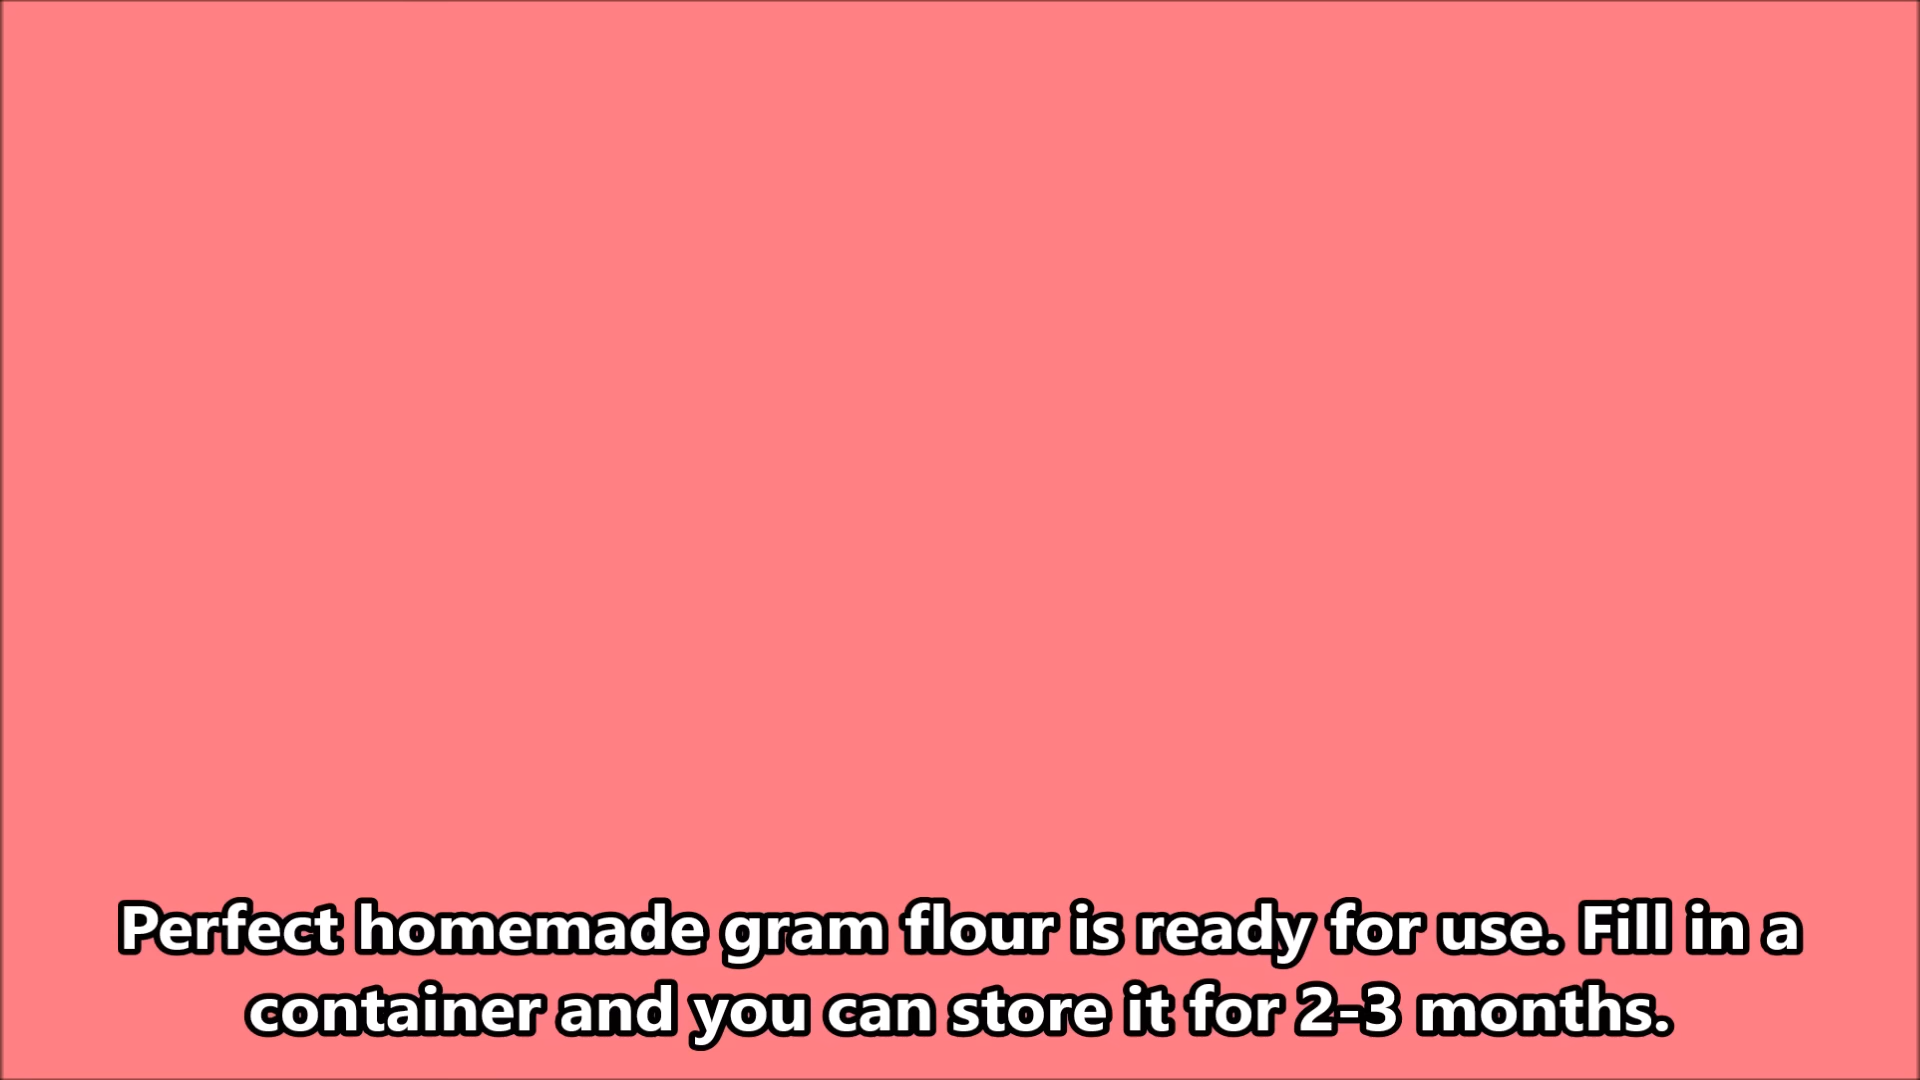 Perfect homemade gram flour is ready for use. Fill in a
container and you can store it for 2-3 months.